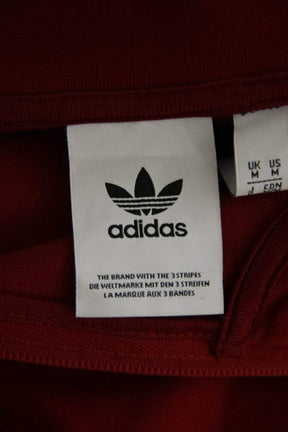 adidas
THE BRAND WITH THE 3 STRIPES
DIE WELTMARKE MIT DEN 3 STREIFEN
LA MARQUE AUX 3 BANDES
UK US
M M